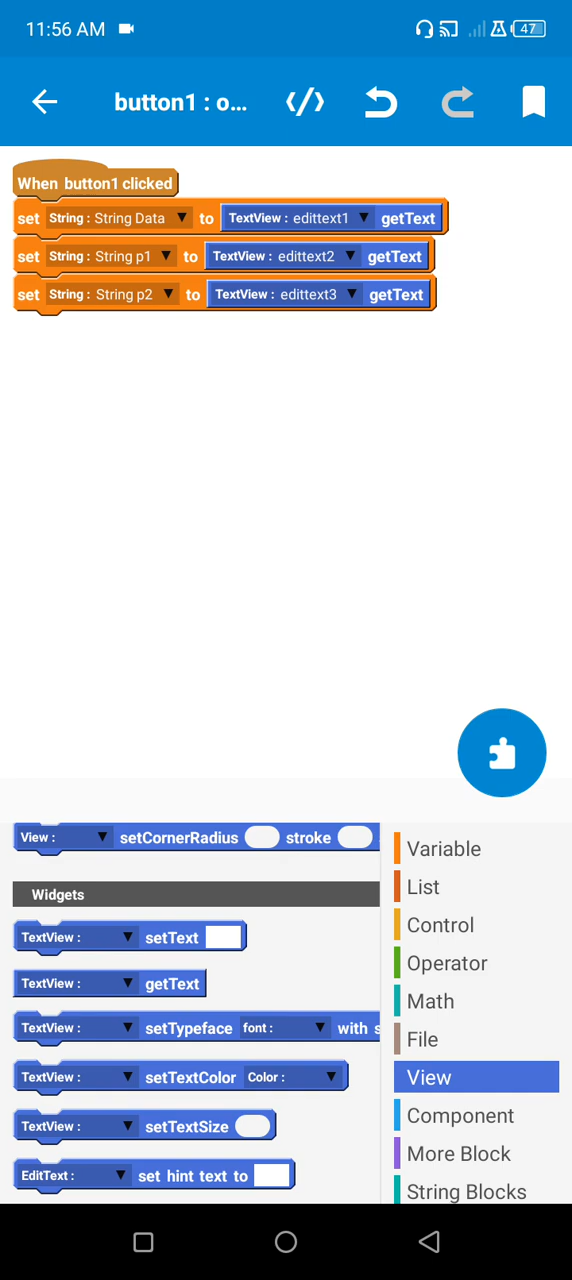 11:56 AM 47
button1 : o...
When button1 clicked
set String : String Data to TextView : edittext1 getText
set String : String p1 to TextView : edittext2 getText
set String : String p2 to TextView : edittext3 getText
View : setCornerRadius stroke
Widgets
TextView : setText
TextView : getText
TextView : setTypeface font : with s
TextView : setTextColor Color :
TextView : setTextSize
EditText : set hint text to
Variable
List
Control
Operator
Math
File
View
Component
More Block
String Blocks